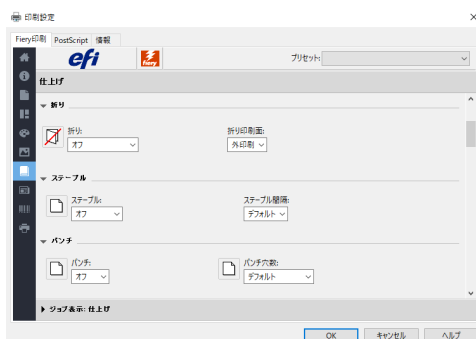 印刷設定
Fiery印刷 PostScript 情報
efi fiery プリセット:
仕上げ
折り
折り: 折り印刷面:
オフ 外印刷
ステープル
ステープル: ステープル間隔:
オフ デフォルト
パンチ
パンチ: パンチ穴数:
オフ デフォルト
ジョブ表示: 仕上げ
OK キャンセル ヘルプ